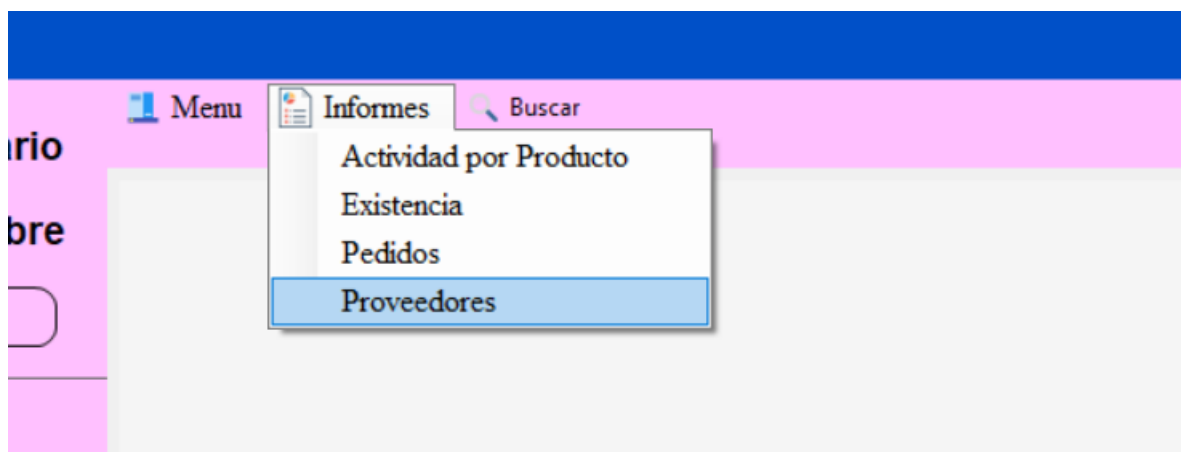 Menu Informes Buscar
rio
bre
Actividad por Producto
Existencia
Pedidos
Proveedores